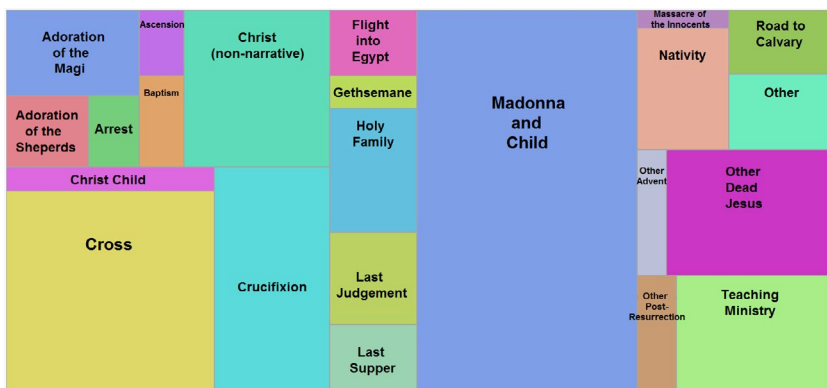 Adoration
of the
Magi
Ascension
Christ
(non-narrative)
Baptism
Adoration
of the
Sheperds
Arrest
Christ Child
Cross
Crucifixion
Flight
into
Egypt
Gethsemane
Holy
Family
Last
Judgement
Last
Supper
Madonna
and
Child
Massacre of
the Innocents
Nativity
Road to
Calvary
Other
Other
Advent
Other
Dead
Jesus
Other
Post-
Resurrection
Teaching
Ministry